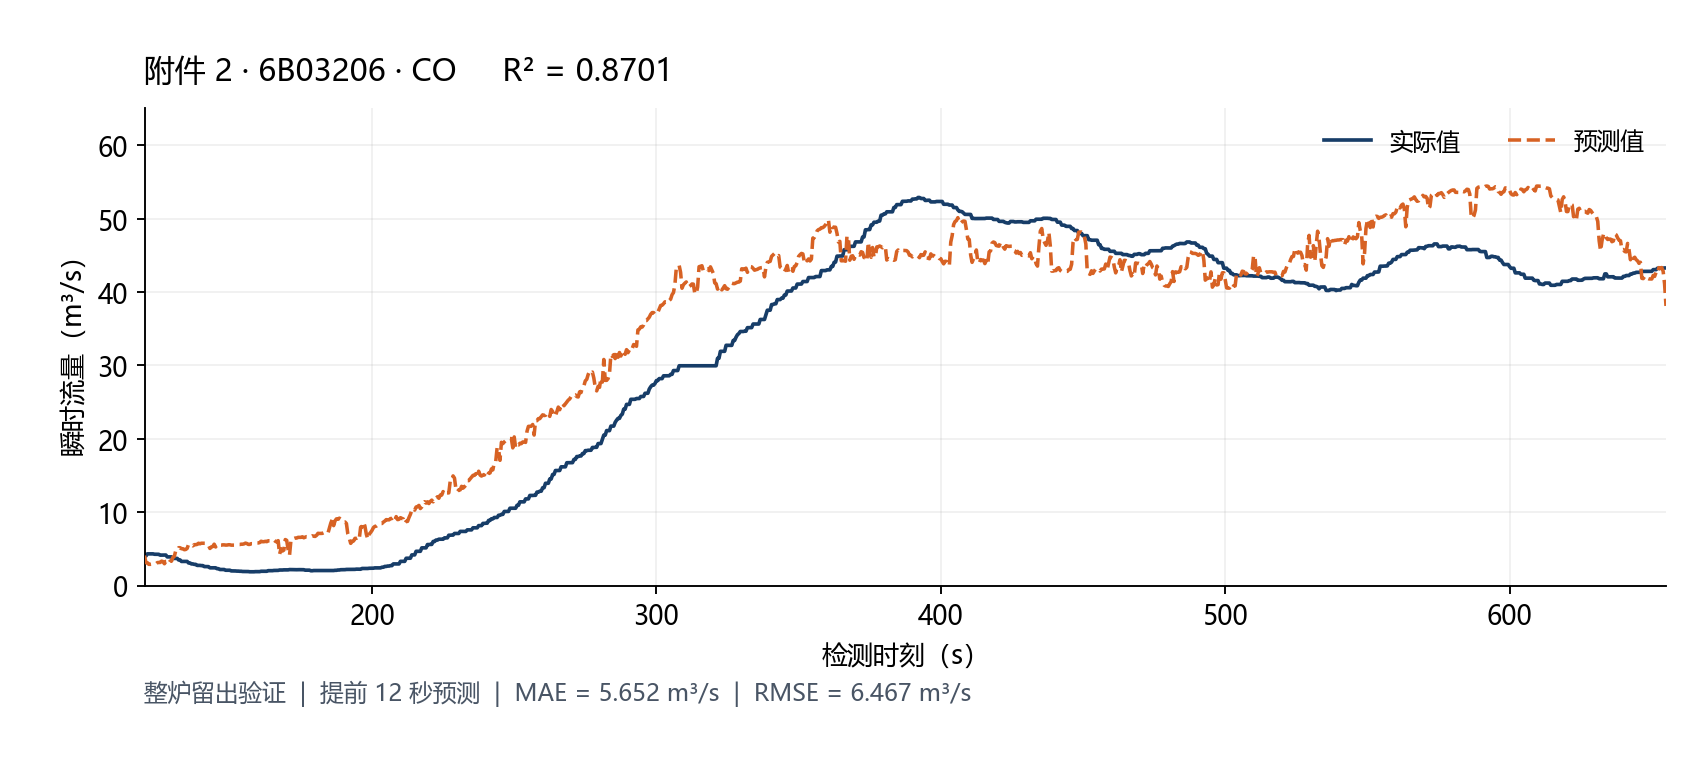 附件 2 · 6B03206 · CO R² = 0.8701
实际值 预测值
瞬时流量（m³/s）
60
50
40
30
20
10
0
200 300 400 500 600
检测时刻（s）
整炉留出验证 | 提前 12 秒预测 | MAE = 5.652 m³/s | RMSE = 6.467 m³/s